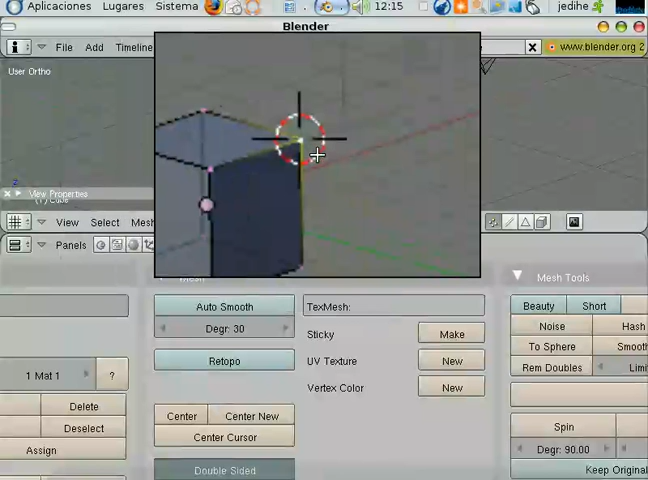 Aplicaciones Lugares Sistema 12:15 jedihe
Blender
File Add Timeline www.blender.org 2
User Ortho
View Properties
View Select Mesh
Panels
Mesh
Mesh Tools
Auto Smooth
TexMesh:
Beauty Short
Degr: 30
Sticky Make
Noise Hash
To Sphere Smooth
Retopo
UV Texture New
Rem Doubles Limi
1 Mat 1 ?
Vertex Color New
Delete
Center Center New
Deselect
Spin
Center Cursor
Assign
Degr: 90.00
Double Sided
Keep Original